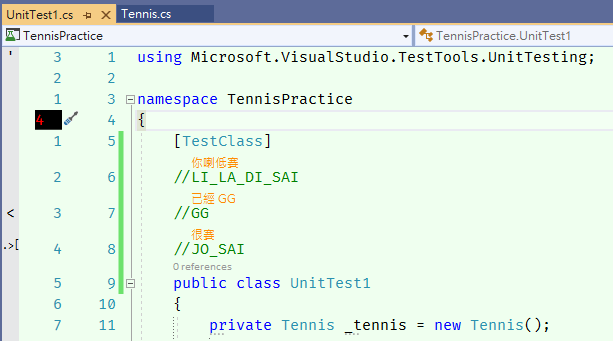 UnitTest1.cs Tennis.cs
TennisPractice TennisPractice.UnitTest1
' 3 1 using Microsoft.VisualStudio.TestTools.UnitTesting;
2 2
1 3 namespace TennisPractice
4 4 {
1 5 [TestClass]
你喇低賽
2 6 //LI_LA_DI_SAI
已經 GG
< 3 7 //GG
很賽
.>[ 4 8 //JO_SAI
0 references
5 9 public class UnitTest1
6 10 {
7 11 private Tennis _tennis = new Tennis();